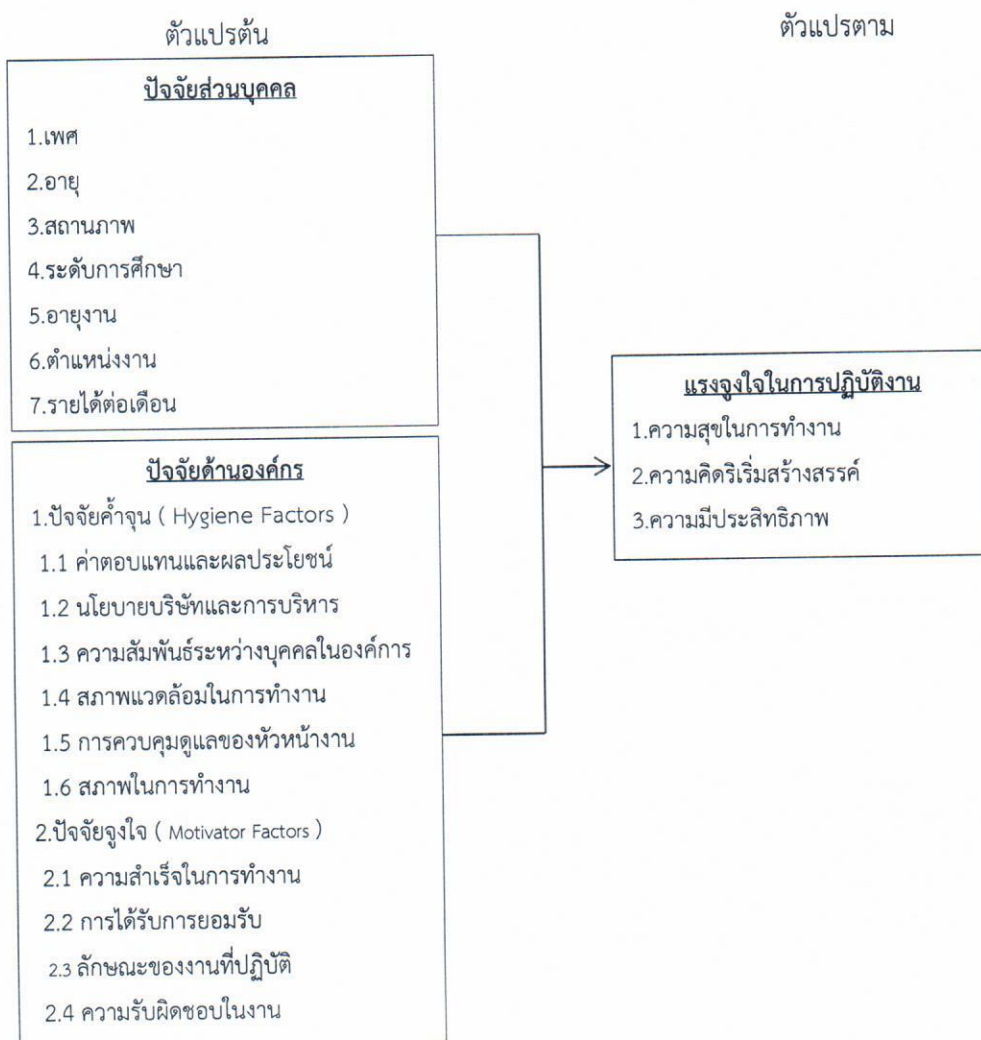 ตัวแปรต้น
ตัวแปรตาม
ปัจจัยส่วนบุคคล
1.เพศ
2.อายุ
3.สถานภาพ
4.ระดับการศึกษา
5.อายุงาน
6.ตำแหน่งงาน
7.รายได้ต่อเดือน
ปัจจัยด้านองค์กร
1.ปัจจัยค้ำจุน ( Hygiene Factors )
1.1 ค่าตอบแทนและผลประโยชน์
1.2 นโยบายบริษัทและการบริหาร
1.3 ความสัมพันธ์ระหว่างบุคคลในองค์การ
1.4 สภาพแวดล้อมในการทำงาน
1.5 การควบคุมดูแลของหัวหน้างาน
1.6 สภาพในการทำงาน
2.ปัจจัยจูงใจ ( Motivator Factors )
2.1 ความสำเร็จในการทำงาน
2.2 การได้รับการยอมรับ
2.3 ลักษณะของงานที่ปฏิบัติ
2.4 ความรับผิดชอบในงาน
แรงจูงใจในการปฏิบัติงาน
1.ความสุขในการทำงาน
2.ความคิดริเริ่มสร้างสรรค์
3.ความมีประสิทธิภาพ